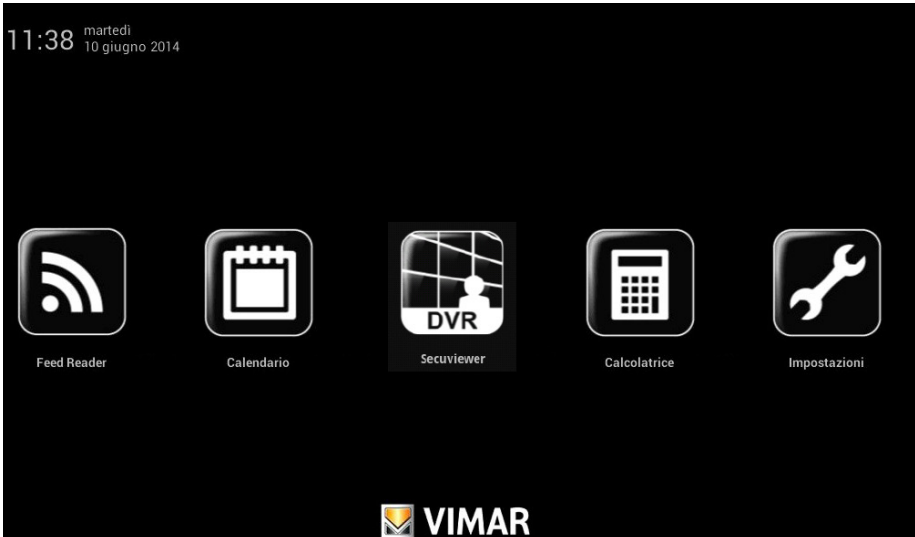 11:38
martedì
10 giugno 2014
DVR
Feed Reader
Calendario
Secuviewer
Calcolatrice
Impostazioni
VIMAR